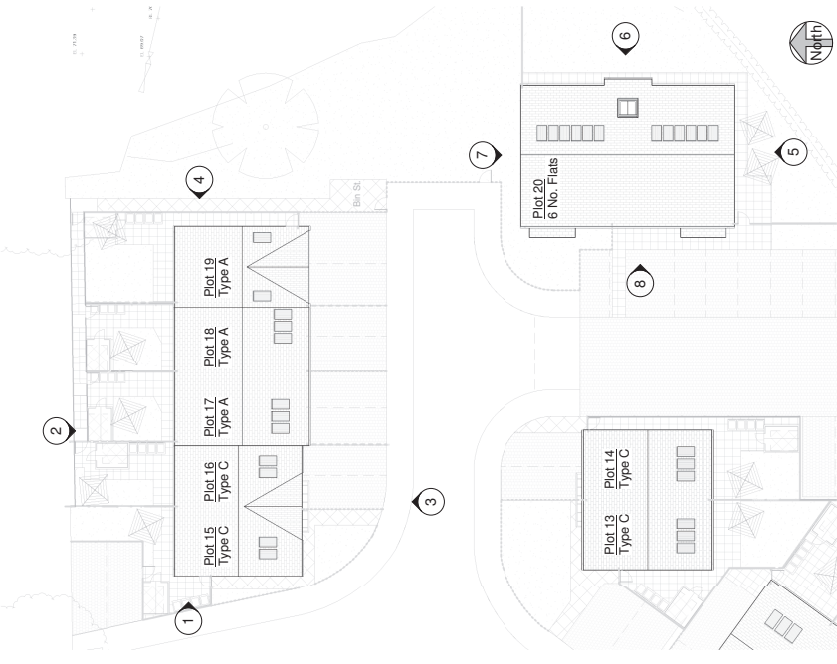 6
North
4
7
5
Bin St.
Plot 20
6 No. Flats
Plot 19
Type A
8
Plot 18
Type A
2
Plot 17
Type A
Plot 16
Type C
Plot 14
Type C
3
Plot 15
Type C
Plot 13
Type C
1